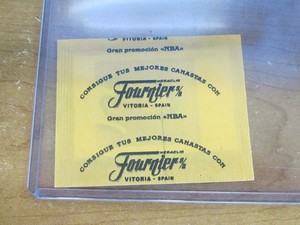 VITORIA - SPAIN
Gran promoción «NBA»
CONSIGUE TUS MEJORES CANASTAS CON
HERACLIO
Fournier S/A
VITORIA - SPAIN
Gran promoción «NBA»
CONSIGUE TUS MEJORES CANASTAS CON
HERACLIO
Fournier S/A
VITORIA - SPAIN